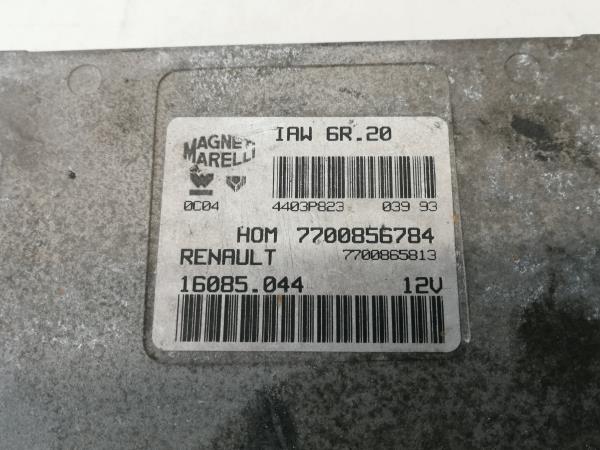 IAW 6R.20
MAGNETI
MARELLI
0C04 4403P823 039 93
HOM 7700856784
RENAULT 7700865813
16085.044 12V